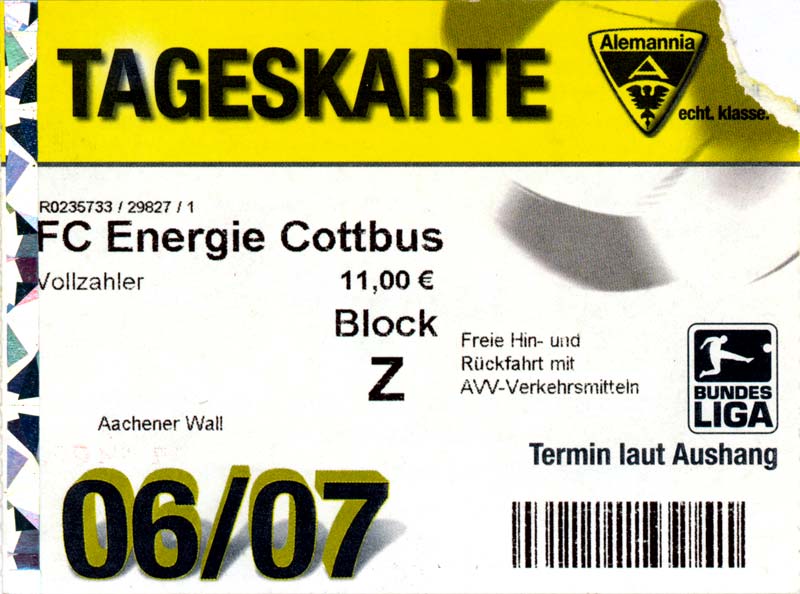 TAGESKARTE
Alemannia
A
echt. klasse.
R0235733 / 29827 / 1
FC Energie Cottbus
Vollzahler 11,00 €
Block
Z
Freie Hin- und
Rückfahrt mit
AVV-Verkehrsmitteln
Aachener Wall
BUNDES
LIGA
Termin laut Aushang
06/07